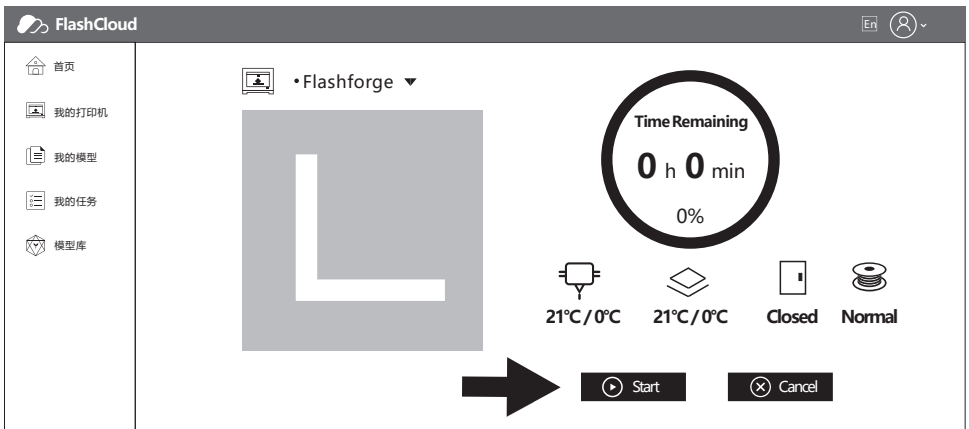 FlashCloud
En
首页
我的打印机
我的模型
我的任务
模型库
•Flashforge ▼
Time Remaining
0 h 0 min
0%
21℃/0℃ 21℃/0℃ Closed Normal
Start Cancel